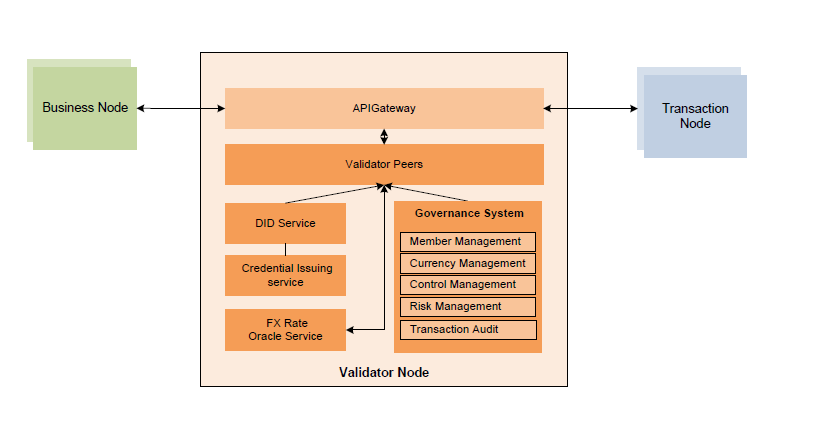 Business Node
APIGateway
Transaction
Node
Validator Peers
DID Service
Credential Issuing
service
FX Rate
Oracle Service
Governance System
Member Management
Currency Management
Control Management
Risk Management
Transaction Audit
Validator Node